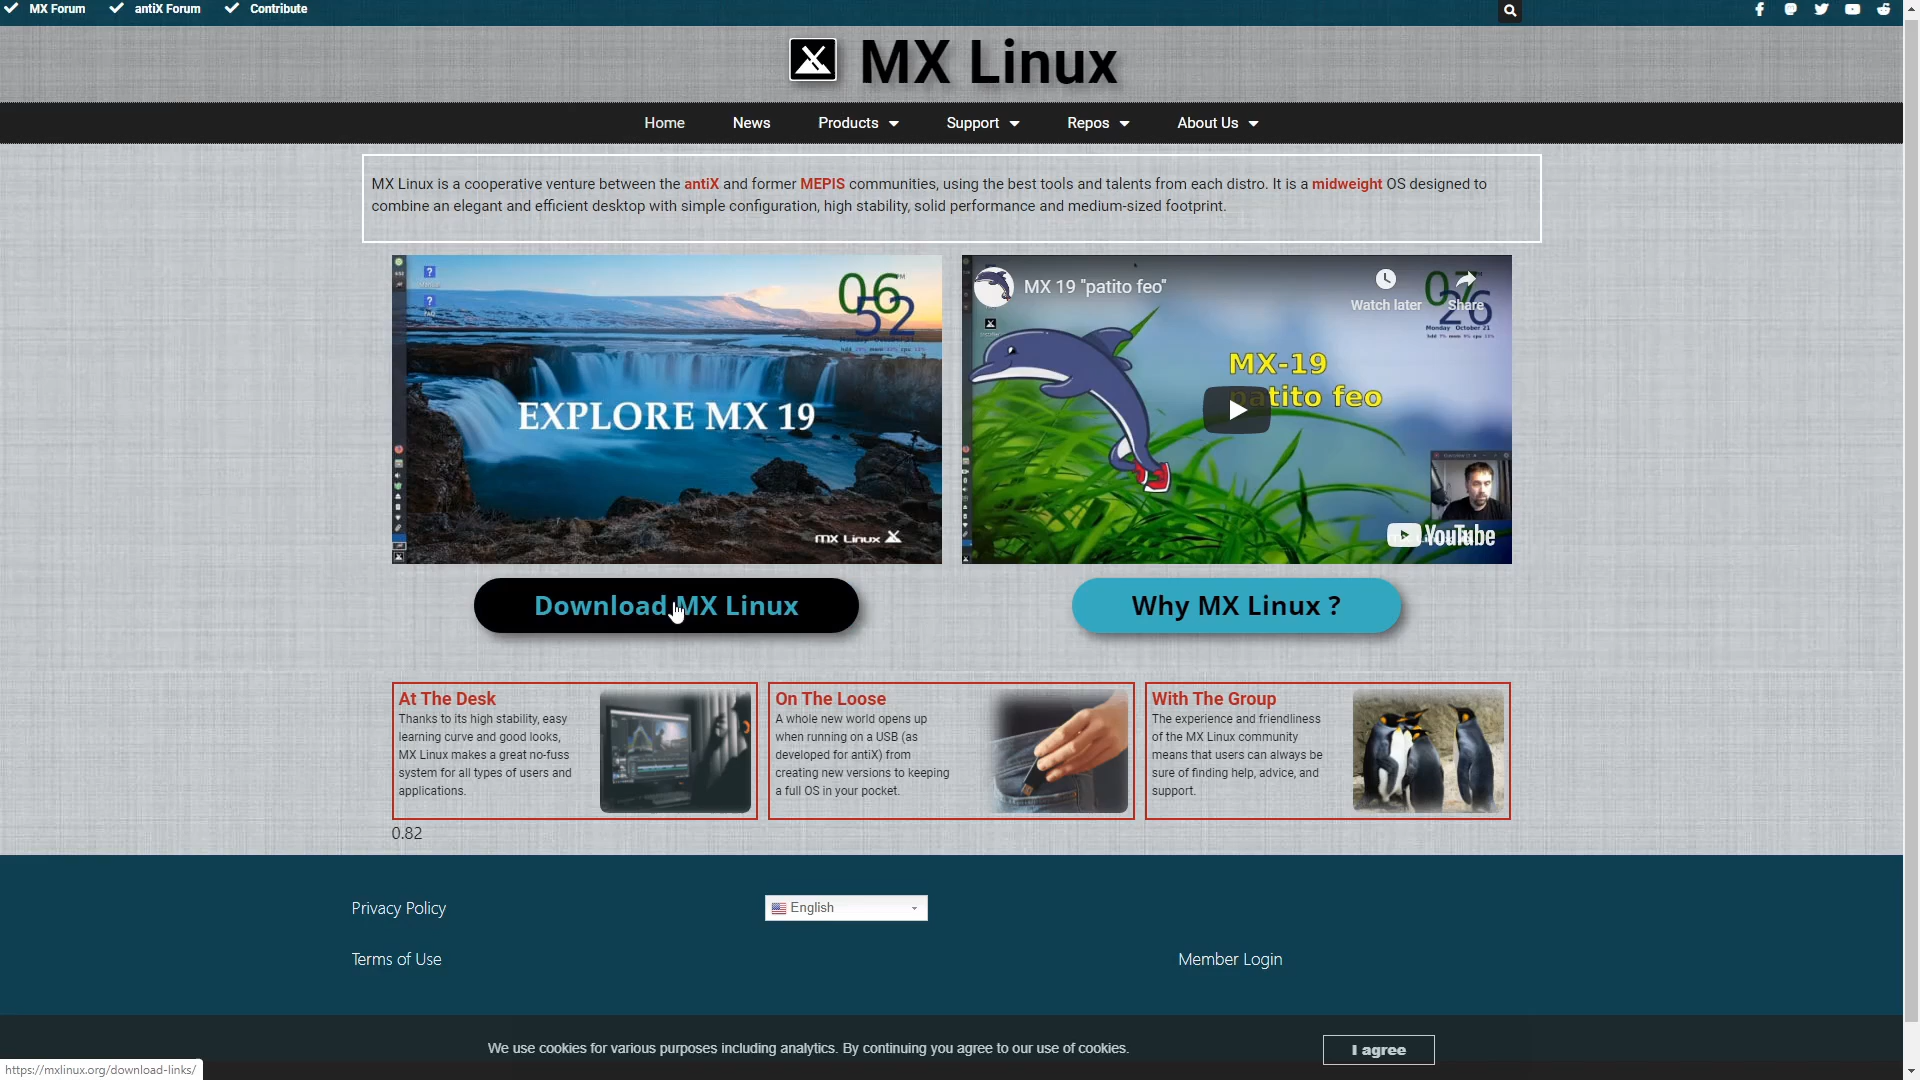 MX Forum antiX Forum Contribute
MX Linux
Home News Products Support Repos About Us
MX Linux is a cooperative venture between the antiX and former MEPIS communities, using the best tools and talents from each distro. It is a midweight OS designed to
combine an elegant and efficient desktop with simple configuration, high stability, solid performance and medium-sized footprint.
06
52
EXPLORE MX 19
MX Linux
MX 19 "patito feo"
Watch later Share
07
26
Monday October 21
MX-19
patito feo
YouTube
Download MX Linux
Why MX Linux ?
At The Desk
Thanks to its high stability, easy
learning curve and good looks,
MX Linux makes a great no-fuss
system for all types of users and
applications.
On The Loose
A whole new world opens up
when running on a USB (as
developed for antiX) from
creating new versions to keeping
a full OS in your pocket.
With The Group
The experience and friendliness
of the MX Linux community
means that users can always be
sure of finding help, advice, and
support.
0.82
Privacy Policy
English
Terms of Use
Member Login
We use cookies for various purposes including analytics. By continuing you agree to our use of cookies.
I agree
https://mxlinux.org/download-links/